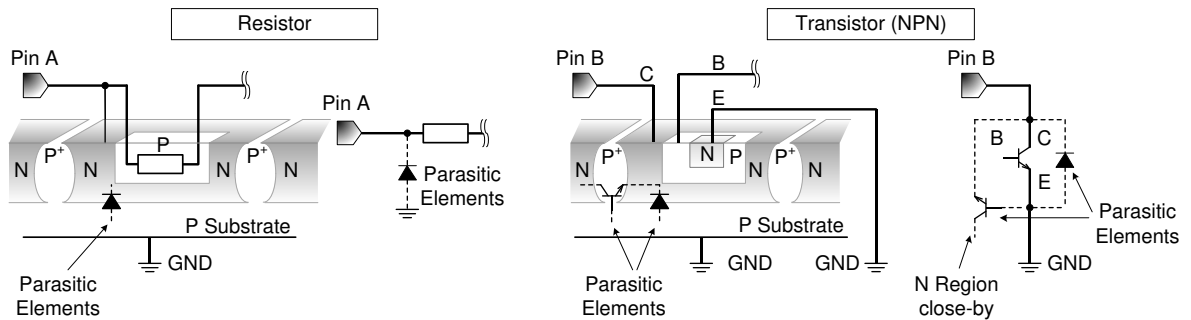 Resistor
Pin A
N
P+
N
P
N
P+
N
P Substrate
GND
Parasitic
Elements
Pin A
Parasitic
Elements
Transistor (NPN)
Pin B
C
B
E
N
P+
N
N
P
N
P+
N
P Substrate
GND
GND
Parasitic
Elements
Pin B
B
C
E
Parasitic
Elements
GND
N Region
close-by